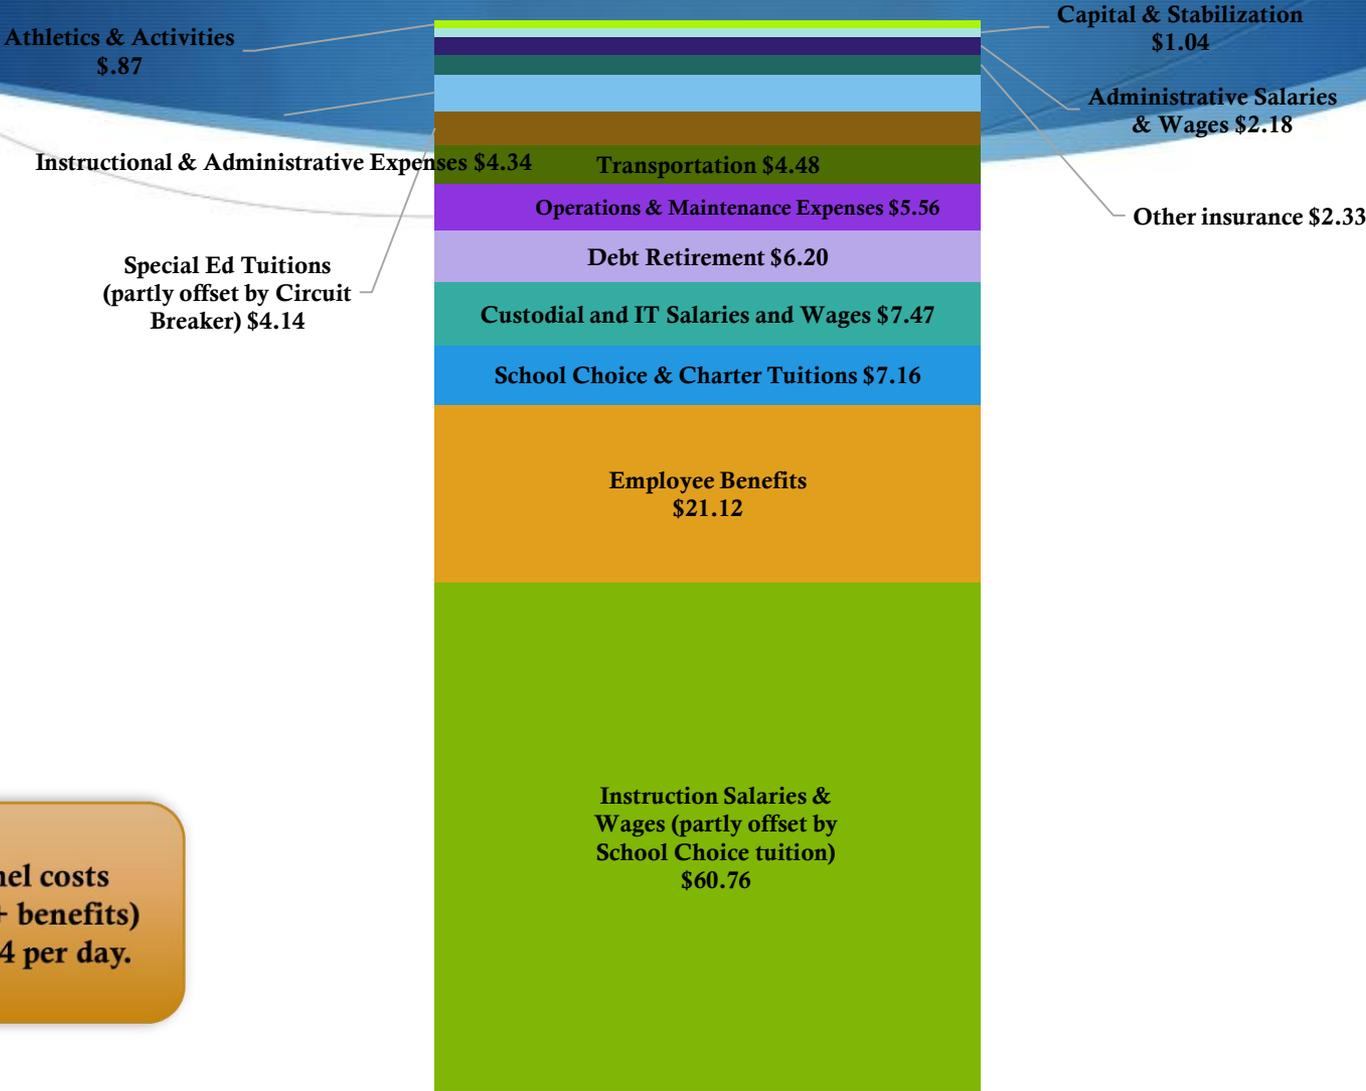 Capital & Stabilization
$1.04
Athletics & Activities
$.87
Administrative Salaries
& Wages $2.18
Instructional & Administrative Expenses $4.34
Transportation $4.48
Operations & Maintenance Expenses $5.56
Other insurance $2.33
Debt Retirement $6.20
Special Ed Tuitions
(partly offset by Circuit
Breaker) $4.14
Custodial and IT Salaries and Wages $7.47
School Choice & Charter Tuitions $7.16
Employee Benefits
$21.12
Instruction Salaries &
Wages (partly offset by
School Choice tuition)
$60.76
costs
+ benefits)
per day.